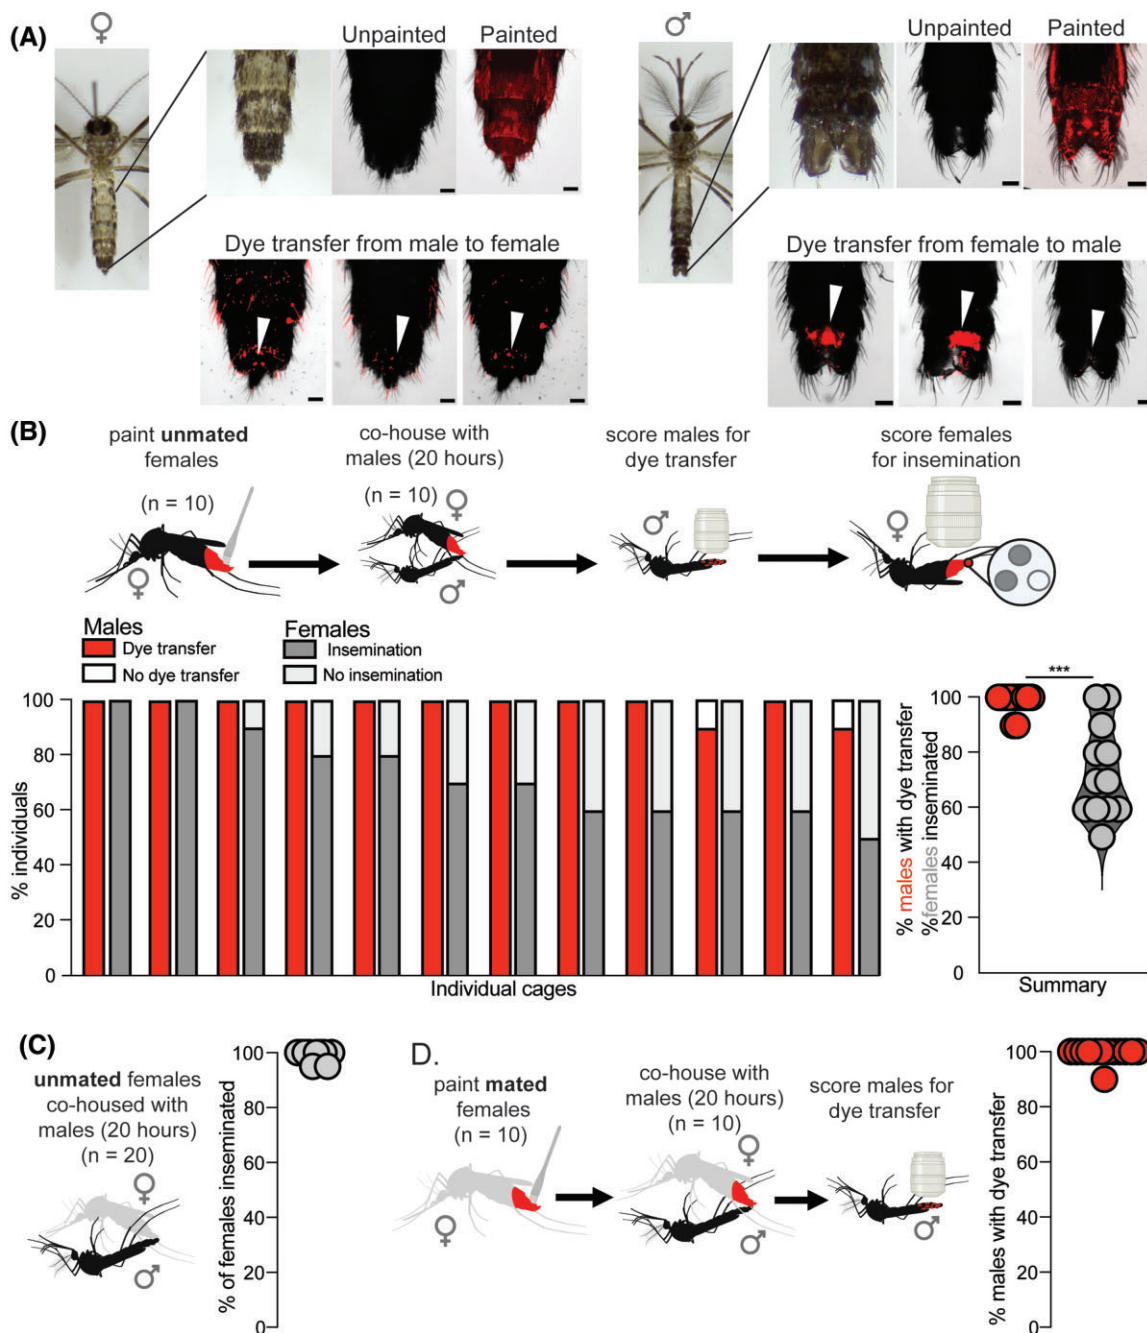 (A)
♀
Unpainted
Painted
Dye transfer from male to female
♂
Unpainted
Painted
Dye transfer from female to male
(B)
paint unmated
females
(n = 10)
♀
co-house with
males (20 hours)
(n = 10)
♀
♂
score males for
dye transfer
♂
score females
for insemination
♀
Males
Dye transfer
No dye transfer
Females
Insemination
No insemination
% individuals
100
80
60
40
20
0
Individual cages
% males with dye transfer
%females inseminated
100
80
60
40
20
0
***
Summary
(C)
unmated females
co-housed with
males (20 hours)
(n = 20)
♀
♂
% of females inseminated
100
80
60
40
20
0
D.
paint mated
females
(n = 10)
♀
co-house with
males (20 hours)
(n = 10)
♀
♂
score males for
dye transfer
♂
% males with dye transfer
100
80
60
40
20
0